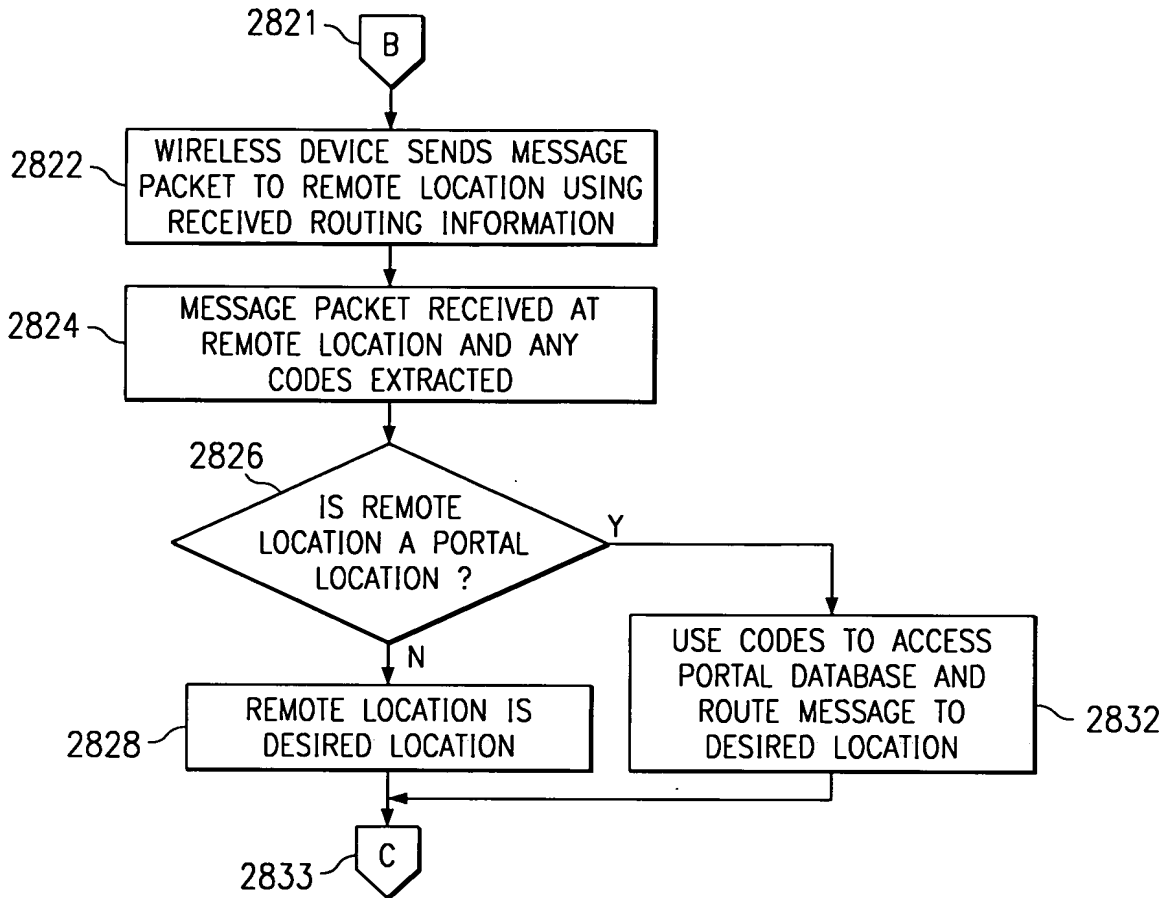 2821
B
2822
WIRELESS DEVICE SENDS MESSAGE
PACKET TO REMOTE LOCATION USING
RECEIVED ROUTING INFORMATION
2824
MESSAGE PACKET RECEIVED AT
REMOTE LOCATION AND ANY
CODES EXTRACTED
2826
IS REMOTE
LOCATION A PORTAL
LOCATION ?
Y
N
2828
REMOTE LOCATION IS
DESIRED LOCATION
USE CODES TO ACCESS
PORTAL DATABASE AND
ROUTE MESSAGE TO
DESIRED LOCATION
2832
C
2833